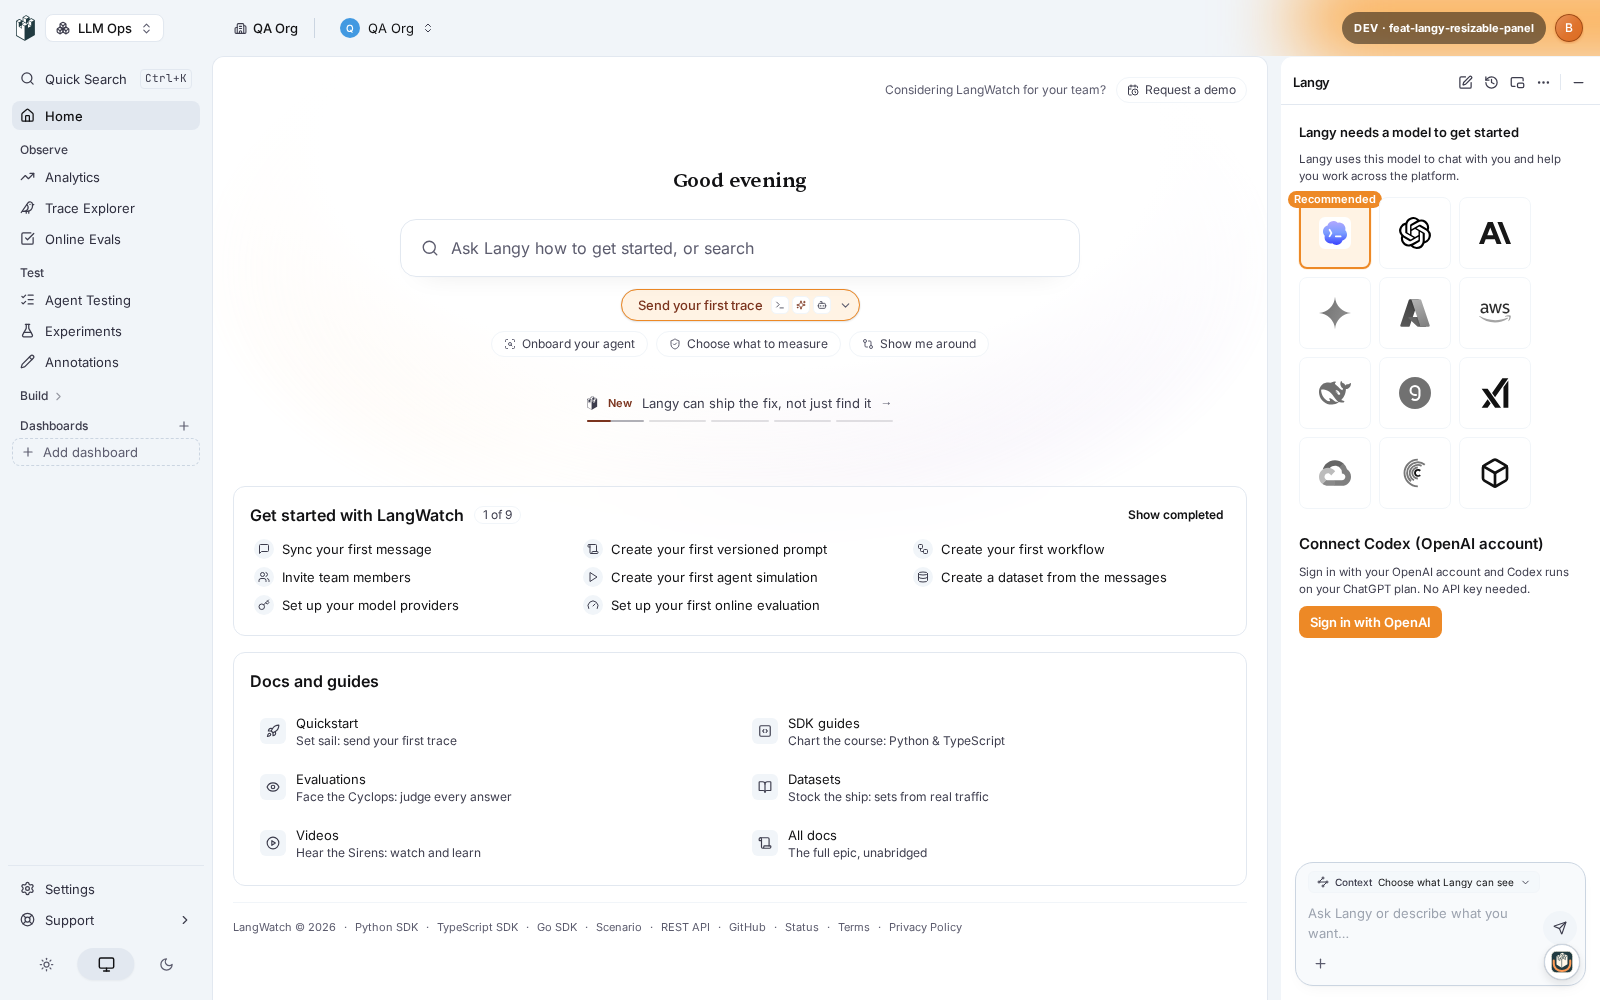 LLM Ops
QA Org
Q
QA Org
DEV · feat-langy-resizable-panel
B
Quick Search
Ctrl+K
Home
Observe
Analytics
Trace Explorer
Online Evals
Test
Agent Testing
Experiments
Annotations
Build
Dashboards
Add dashboard
Settings
Support
Considering LangWatch for your team?
Request a demo
Good evening
Ask Langy how to get started, or search
Send your first trace
Onboard your agent
Choose what to measure
Show me around
New Langy can ship the fix, not just find it →
Get started with LangWatch
1 of 9
Show completed
Sync your first message
Create your first versioned prompt
Create your first workflow
Invite team members
Create your first agent simulation
Create a dataset from the messages
Set up your model providers
Set up your first online evaluation
Docs and guides
Quickstart
Set sail: send your first trace
SDK guides
Chart the course: Python & TypeScript
Evaluations
Face the Cyclops: judge every answer
Datasets
Stock the ship: sets from real traffic
Videos
Hear the Sirens: watch and learn
All docs
The full epic, unabridged
LangWatch © 2026 · Python SDK · TypeScript SDK · Go SDK · Scenario · REST API · GitHub · Status · Terms · Privacy Policy
Langy
Langy needs a model to get started
Langy uses this model to chat with you and help
you work across the platform.
Recommended
aws
Connect Codex (OpenAI account)
Sign in with your OpenAI account and Codex runs
on your ChatGPT plan. No API key needed.
Sign in with OpenAI
Context Choose what Langy can see
Ask Langy or describe what you
want...